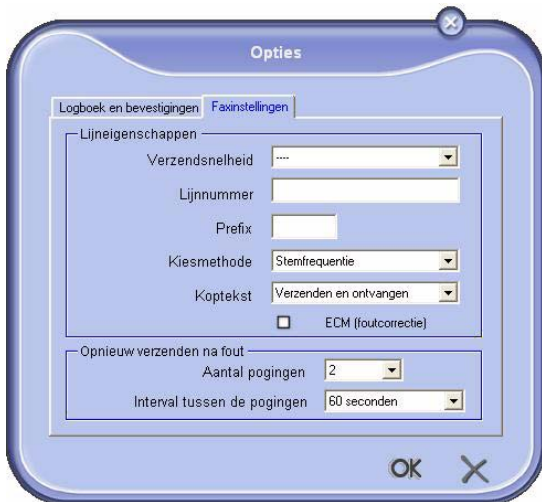 Opties
Logboek en bevestigingen Faxinstellingen
Lijneigenschappen
Verzendsnelheid ----
Lijnnummer
Prefix
Kiesmethode Stemfrequentie
Koptekst Verzenden en ontvangen
ECM (foutcorrectie)
Opnieuw verzenden na fout
Aantal pogingen 2
Interval tussen de pogingen 60 seconden
OK